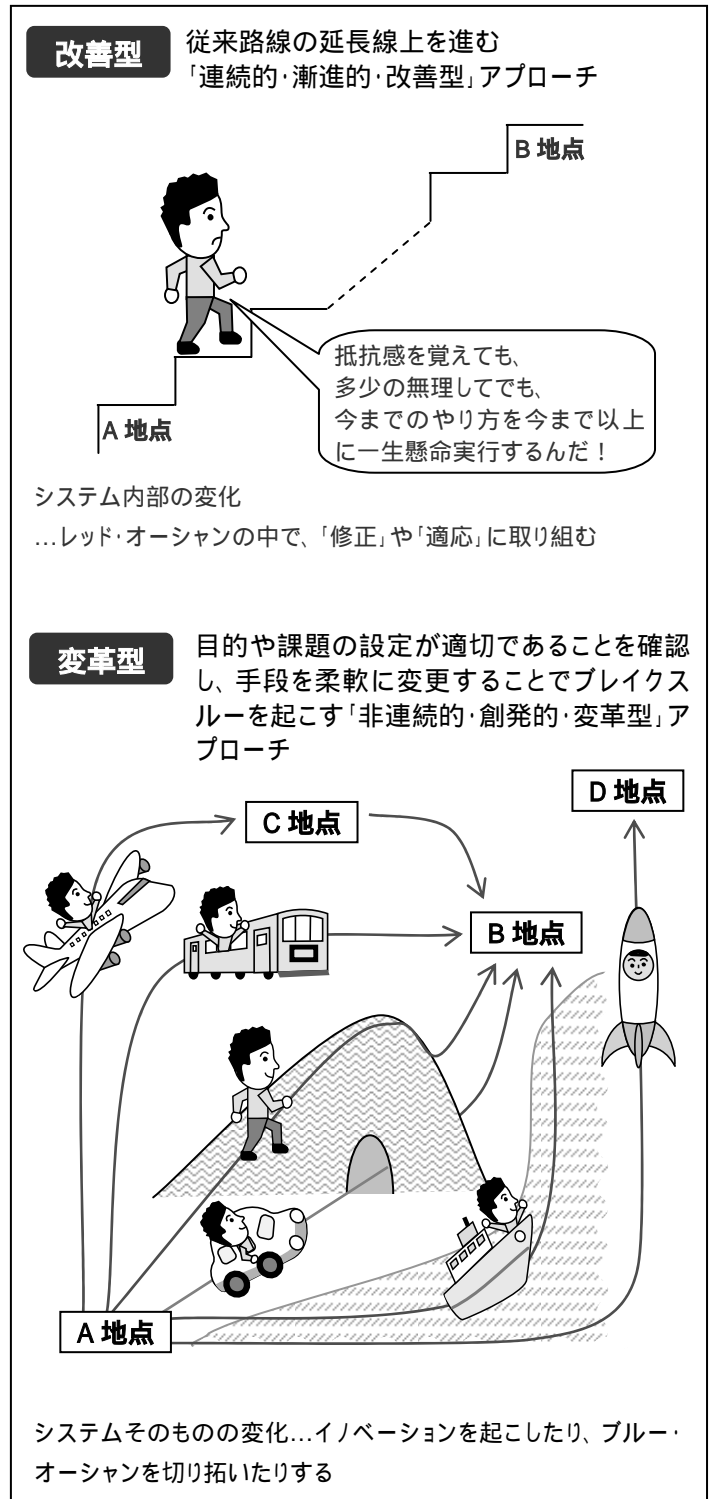 改善型
従来路線の延長線上を進む
｢連続的･漸進的･改善型｣アプローチ
B 地点
抵抗感を覚えても、
多少の無理してでも、
今までのやり方を今まで以上
に一生懸命実行するんだ！
A 地点
システム内部の変化
…レッド･オーシャンの中で、｢修正｣や｢適応｣に取り組む
変革型
目的や課題の設定が適切であることを確認
し、手段を柔軟に変更することでブレイクス
ルーを起こす｢非連続的･創発的･変革型｣ア
プローチ
D 地点
C 地点
B 地点
A 地点
システムそのものの変化…イノベーションを起こしたり、ブルー･
オーシャンを切り拓いたりする